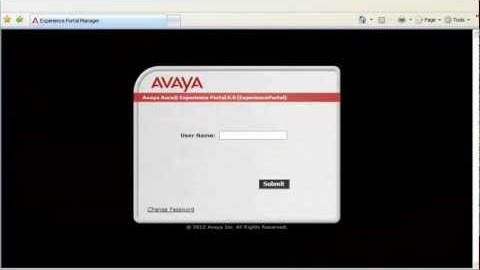 Experience Portal Manager
Page
Tools
AVAYA
Avaya Aura® Experience Portal 6.0 (ExperiencePortal)
User Name:
Submit
Change Password
© 2012 Avaya Inc. All Rights Reserved.